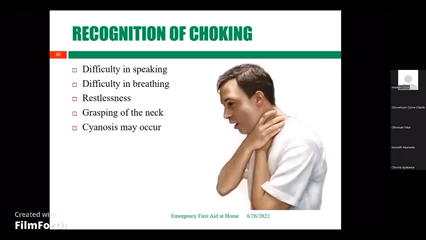 RECOGNITION OF CHOKING
Difficulty in speaking
Difficulty in breathing
Restlessness
Grasping of the neck
Cyanosis may occur
Emergency First Aid at Home 6/26/2022
Created with
FilmForth